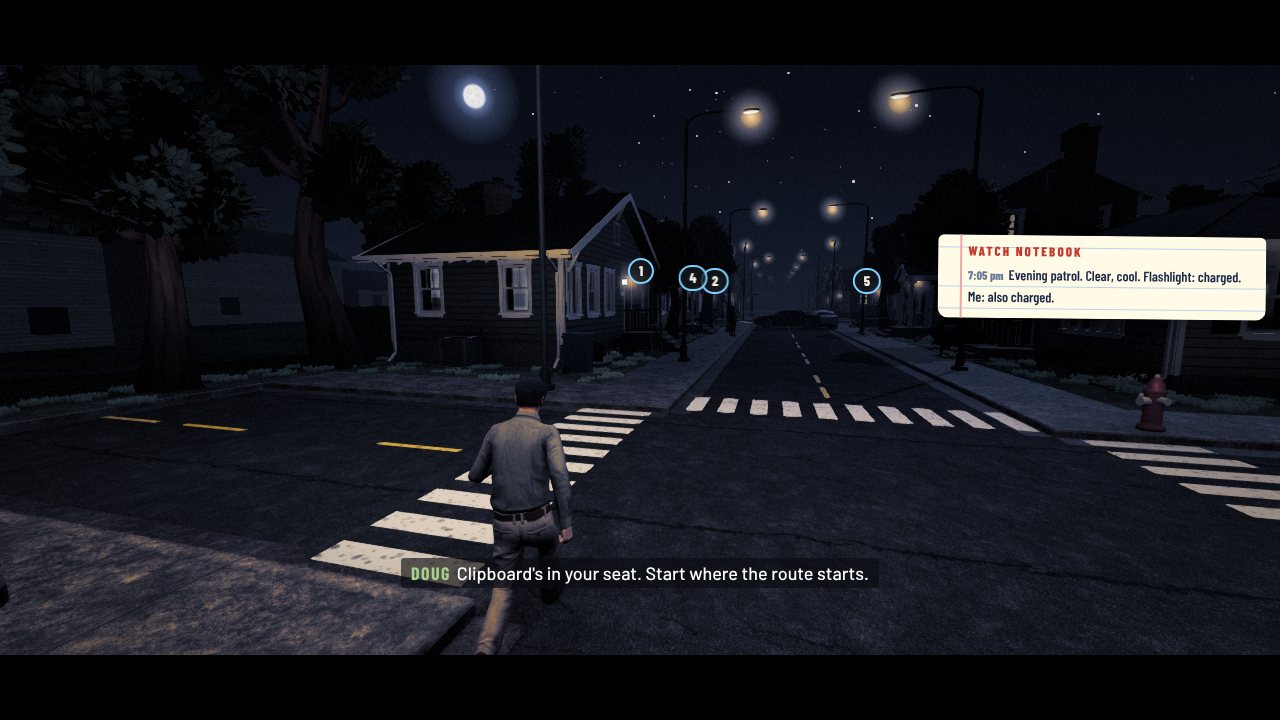 1
4
2
5
WATCH NOTEBOOK
7:05 pm Evening patrol. Clear, cool. Flashlight: charged.
Me: also charged.
DOUG Clipboard's in your seat. Start where the route starts.